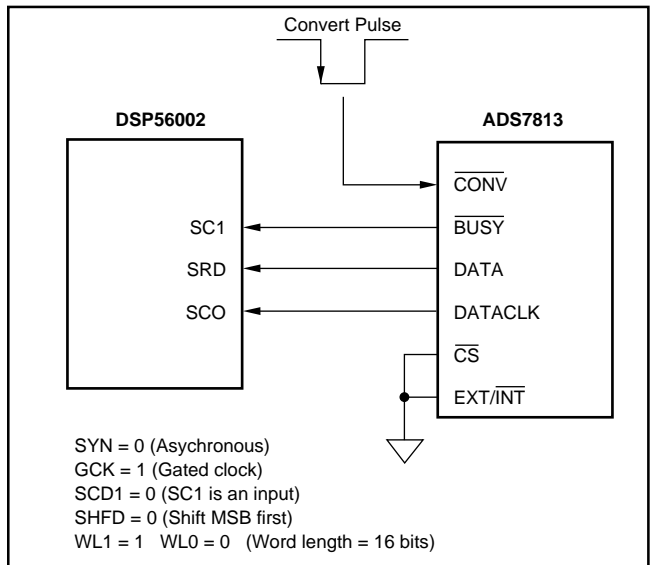 Convert Pulse
DSP56002
ADS7813
CONV
SC1
BUSY
SRD
DATA
SCO
DATACLK
CS
EXT/INT
SYN = 0 (Asychronous)
GCK = 1 (Gated clock)
SCD1 = 0 (SC1 is an input)
SHFD = 0 (Shift MSB first)
WL1 = 1 WL0 = 0 (Word length = 16 bits)